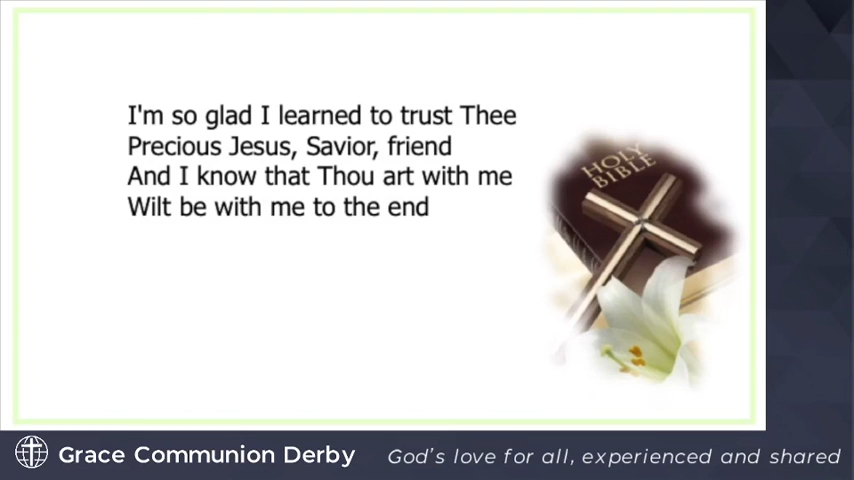 I'm so glad I learned to trust Thee
Precious Jesus, Savior, friend
And I know that Thou art with me
Wilt be with me to the end
HOLY
BIBLE
Grace Communion Derby
God's love for all, experienced and shared